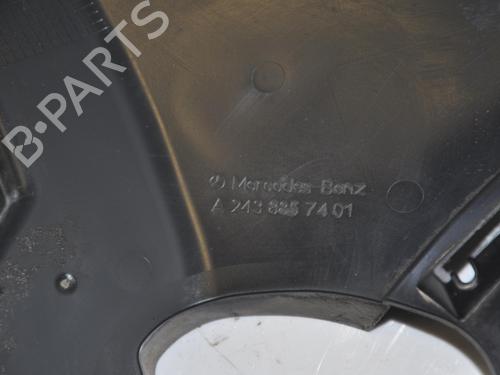 B-PARTS
Mercedes-Benz
A 243 885 74 01